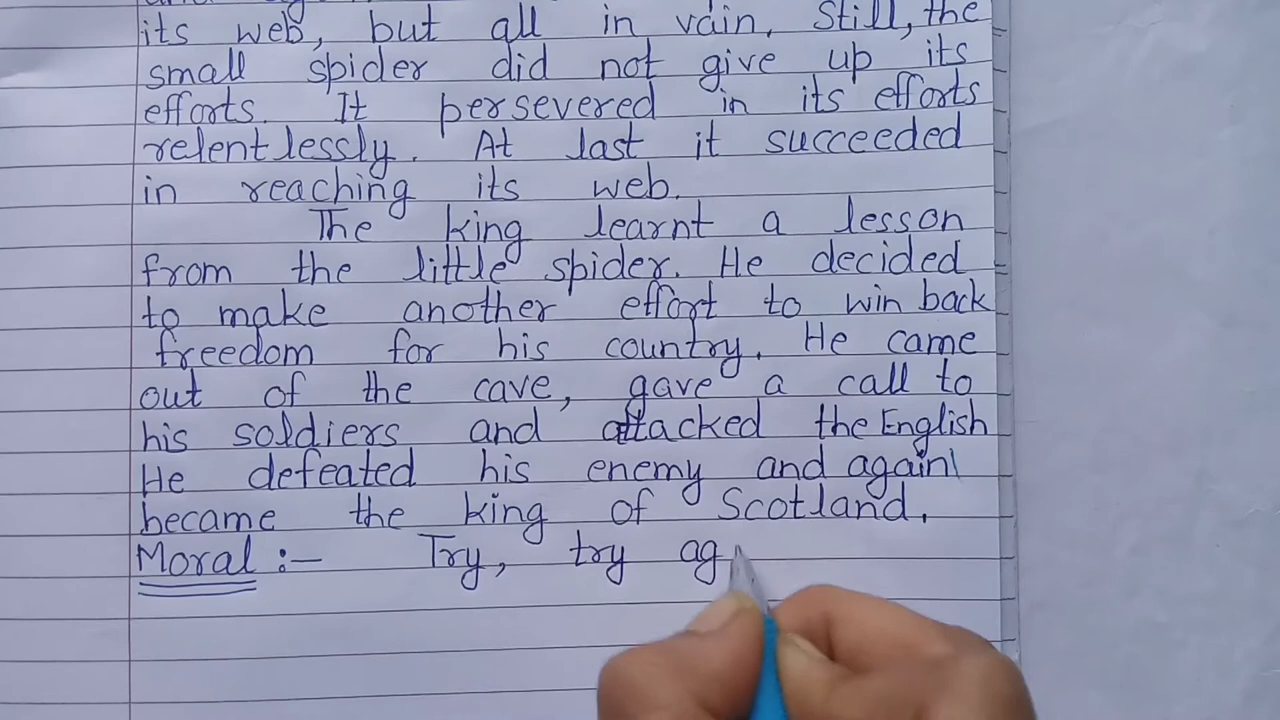 its web, but all in vain. Still, the
small spider did not give up its
efforts. It persevered in its efforts
relentlessly. At last it succeeded
in reaching its web.
The king learnt a lesson
from the little spider. He decided
to make another effort to win back
freedom for his country. He came
out of the cave, gave a call to
his soldiers and attacked the English
He defeated his enemy and again
became the king of Scotland.
Moral :- Try, try ag